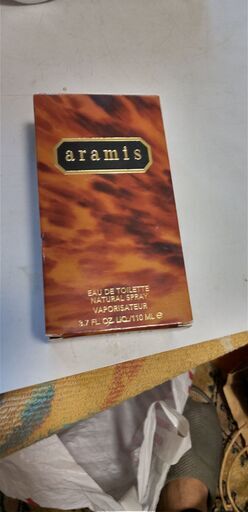 aramis
EAU DE TOILETTE
NATURAL SPRAY
VAPORISATEUR
3.7 FL.OZ.LIQ./110 ML ℮